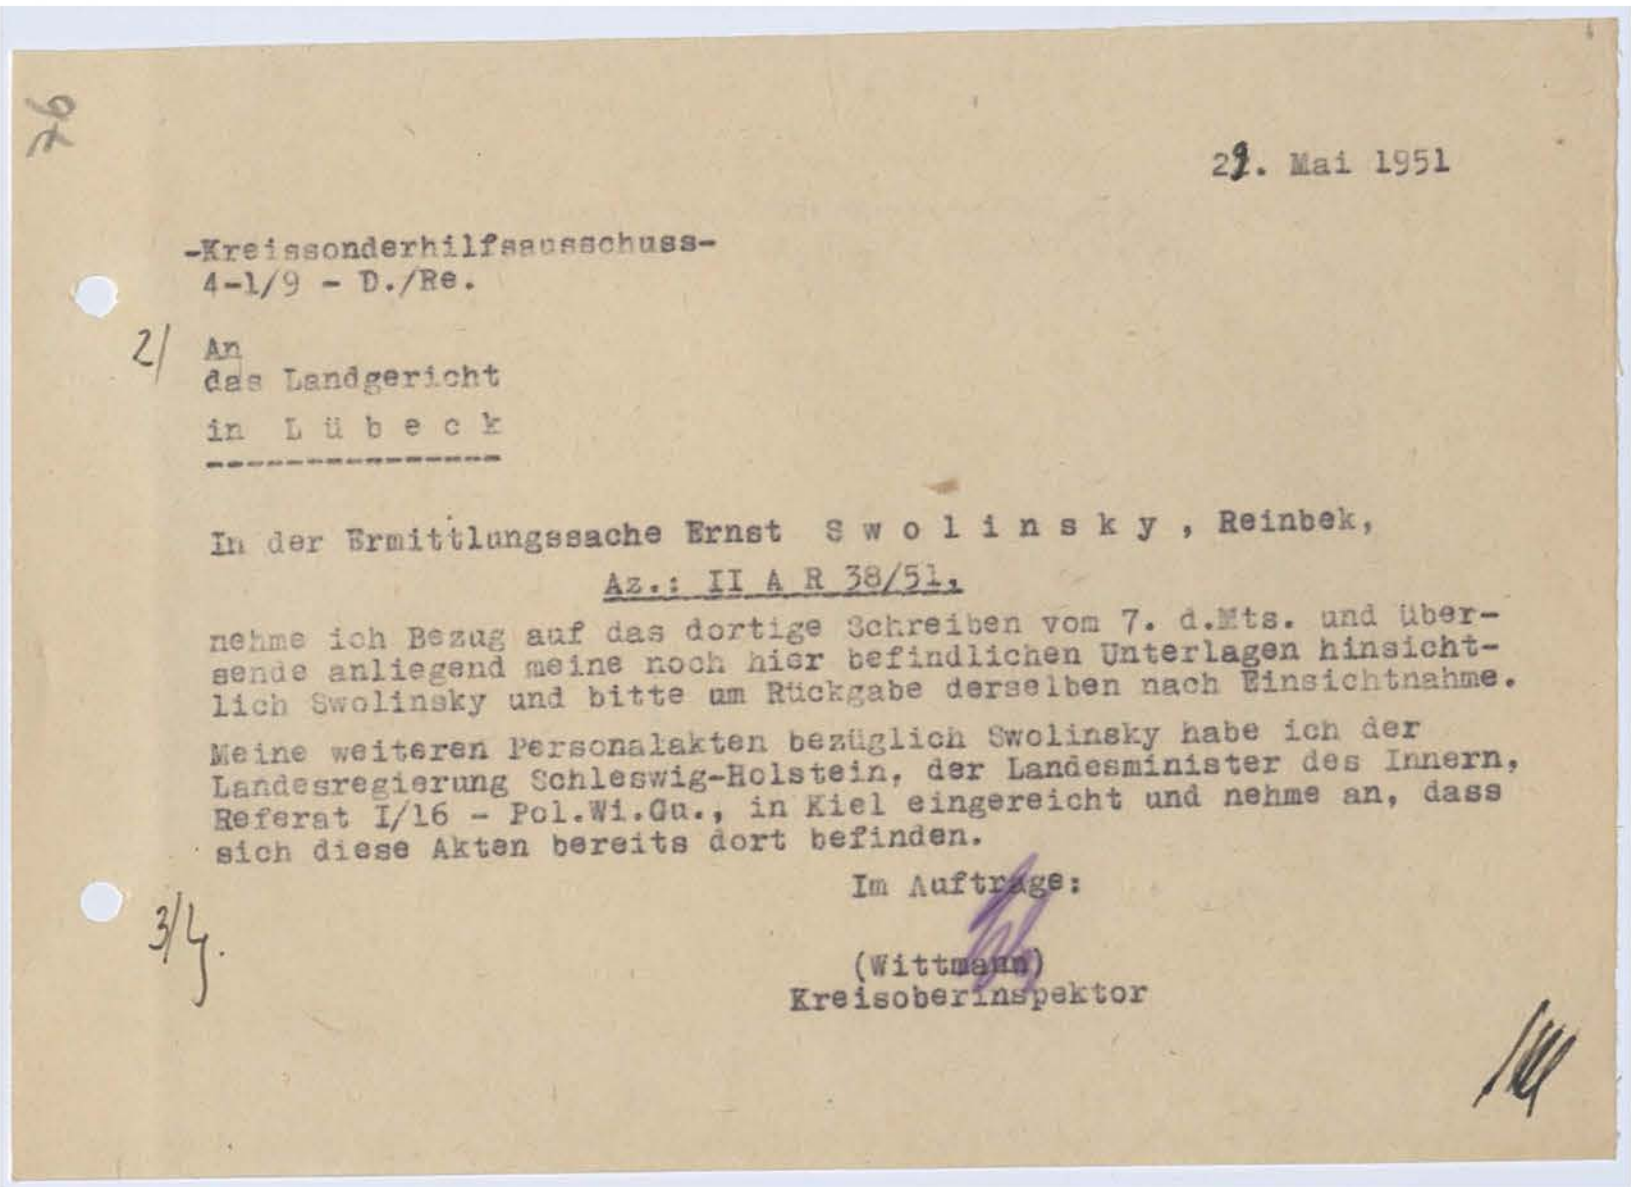 76
29. Mai 1951
-Kreissonderhilfsausschuss-
4-1/9 - D./Re.
2/ An
das Landgericht
in L ü b e c k
---------------
In der Ermittlungssache Ernst S w o l i n s k y , Reinbek,
Az.: II A R 38/51,
nehme ich Bezug auf das dortige Schreiben vom 7. d.Mts. und über-
sende anliegend meine noch hier befindlichen Unterlagen hinsicht-
lich Swolinsky und bitte um Rückgabe derselben nach Einsichtnahme.
Meine weiteren Personalakten bezüglich Swolinsky habe ich der
Landesregierung Schleswig-Holstein, der Landesminister des Innern,
Referat I/16 - Pol.Wi.Gu., in Kiel eingereicht und nehme an, dass
sich diese Akten bereits dort befinden.
Im Auftrage:
3/
(Wittmann)
Kreisoberinspektor